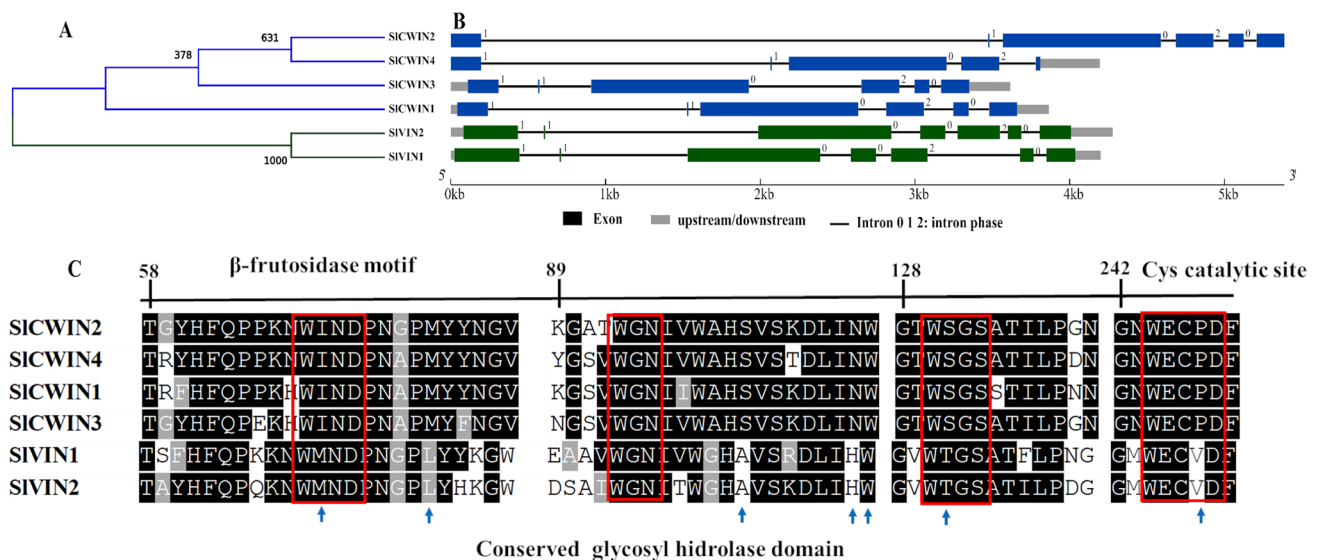 A
B
631
378
1000
SlCWIN2 1 1 0 2 0
SlCWIN4 1 1 0 2
SlCWIN3 1 1 0 2 0
SlCWIN1 1 1 0 2 0
SlVIN2 1 1 0 0 2 0
SlVIN1 1 1 0 0 2 0
5' 3'
0kb 1kb 2kb 3kb 4kb 5kb
Exon upstream/downstream Intron 0 1 2: intron phase
C
58 β-frutosidase motif 89 128 242 Cys catalytic site
SlCWIN2 TGYHFQPPKNWINDPNGPMYYNGV KGATWGNIVWAHSVSKDLINW GTWSGSATILPGN GNWECPDF
SlCWIN4 TRYHFQPPKNWINDPNAPMYYNGV YGSVWGNIVWAHSVSTDLINW GTWSGSATILPDN GNWECPDF
SlCWIN1 TRFHFQPPKHWINDPNAPMYYNGV KGSVWGNIIWAHSVSKDLINW GTWSGSSTILPNN GNWECPDF
SlCWIN3 TGYHFQPEKHWINDPNAPMYFNGV NGSVWGNIVWAHSVSKDLINW GTWSGSATILPGN GNWECPDF
SlVIN1 TSFHFQPKKNWMNDPNGPLYYKGW EAAVWGNIVWGHAVSRDLIHW GVWTGSATFLPNG GMWECVDF
SlVIN2 TAYHFQPQKNWMNDPNGPLYHKGW DSAIWGNITWGHAVSKDLIHW GVWTGSATILPDG GMWECVDF
Conserved glycosyl hidrolase domain